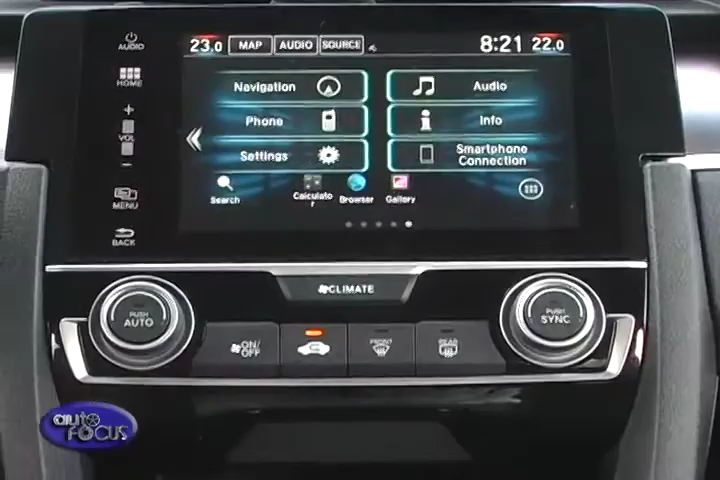 AUDIO
HOME
+
VOL
-
MENU
BACK
23.0 MAP AUDIO SOURCE 8:21 22.0
Navigation
Audio
Phone
Info
Settings
Smartphone
Connection
Search
Calculato
r
Browser
Gallery
CLIMATE
PUSH
AUTO
PUSH
SYNC
ON/
OFF
FRONT
REAR
auto
FOCUS